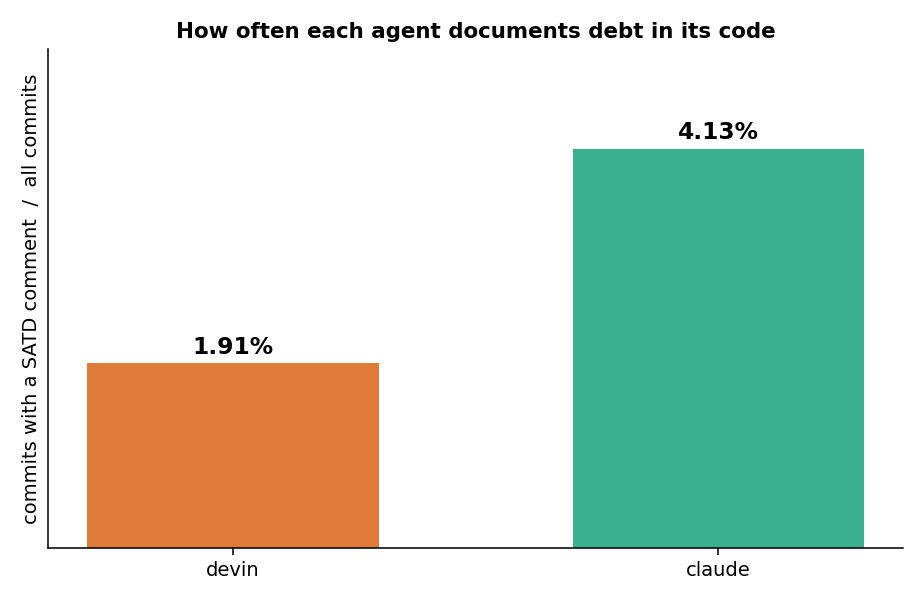 How often each agent documents debt in its code
commits with a SATD comment / all commits
1.91%
4.13%
devin
claude